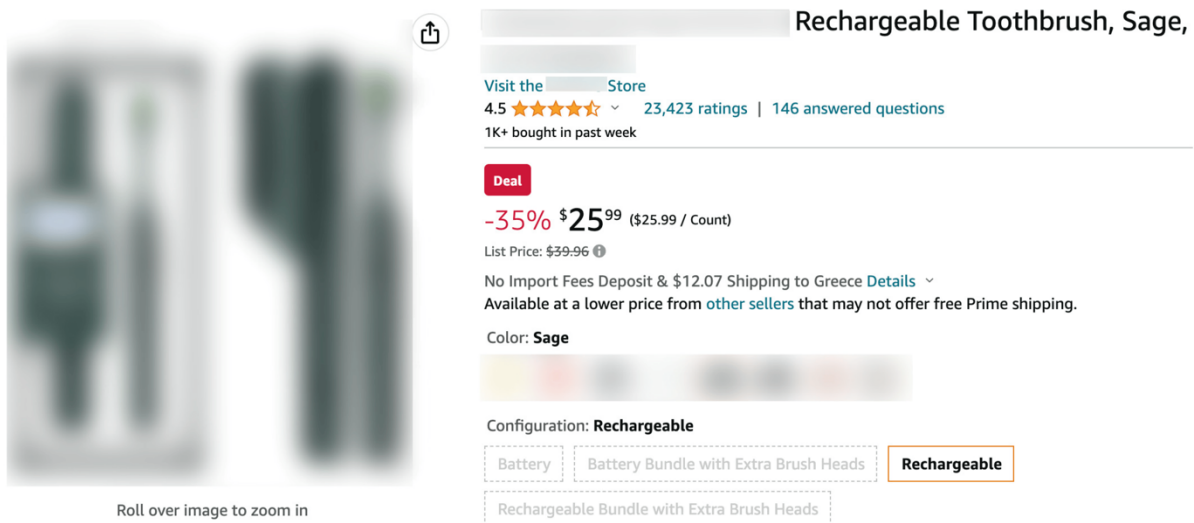 Rechargeable Toothbrush, Sage,
Visit the Store
4.5 23,423 ratings | 146 answered questions
1K+ bought in past week
Deal
-35% $25 99 ($25.99 / Count)
List Price: $39.96
No Import Fees Deposit & $12.07 Shipping to Greece Details
Available at a lower price from other sellers that may not offer free Prime shipping.
Color: Sage
Configuration: Rechargeable
Battery Battery Bundle with Extra Brush Heads Rechargeable
Rechargeable Bundle with Extra Brush Heads
Roll over image to zoom in